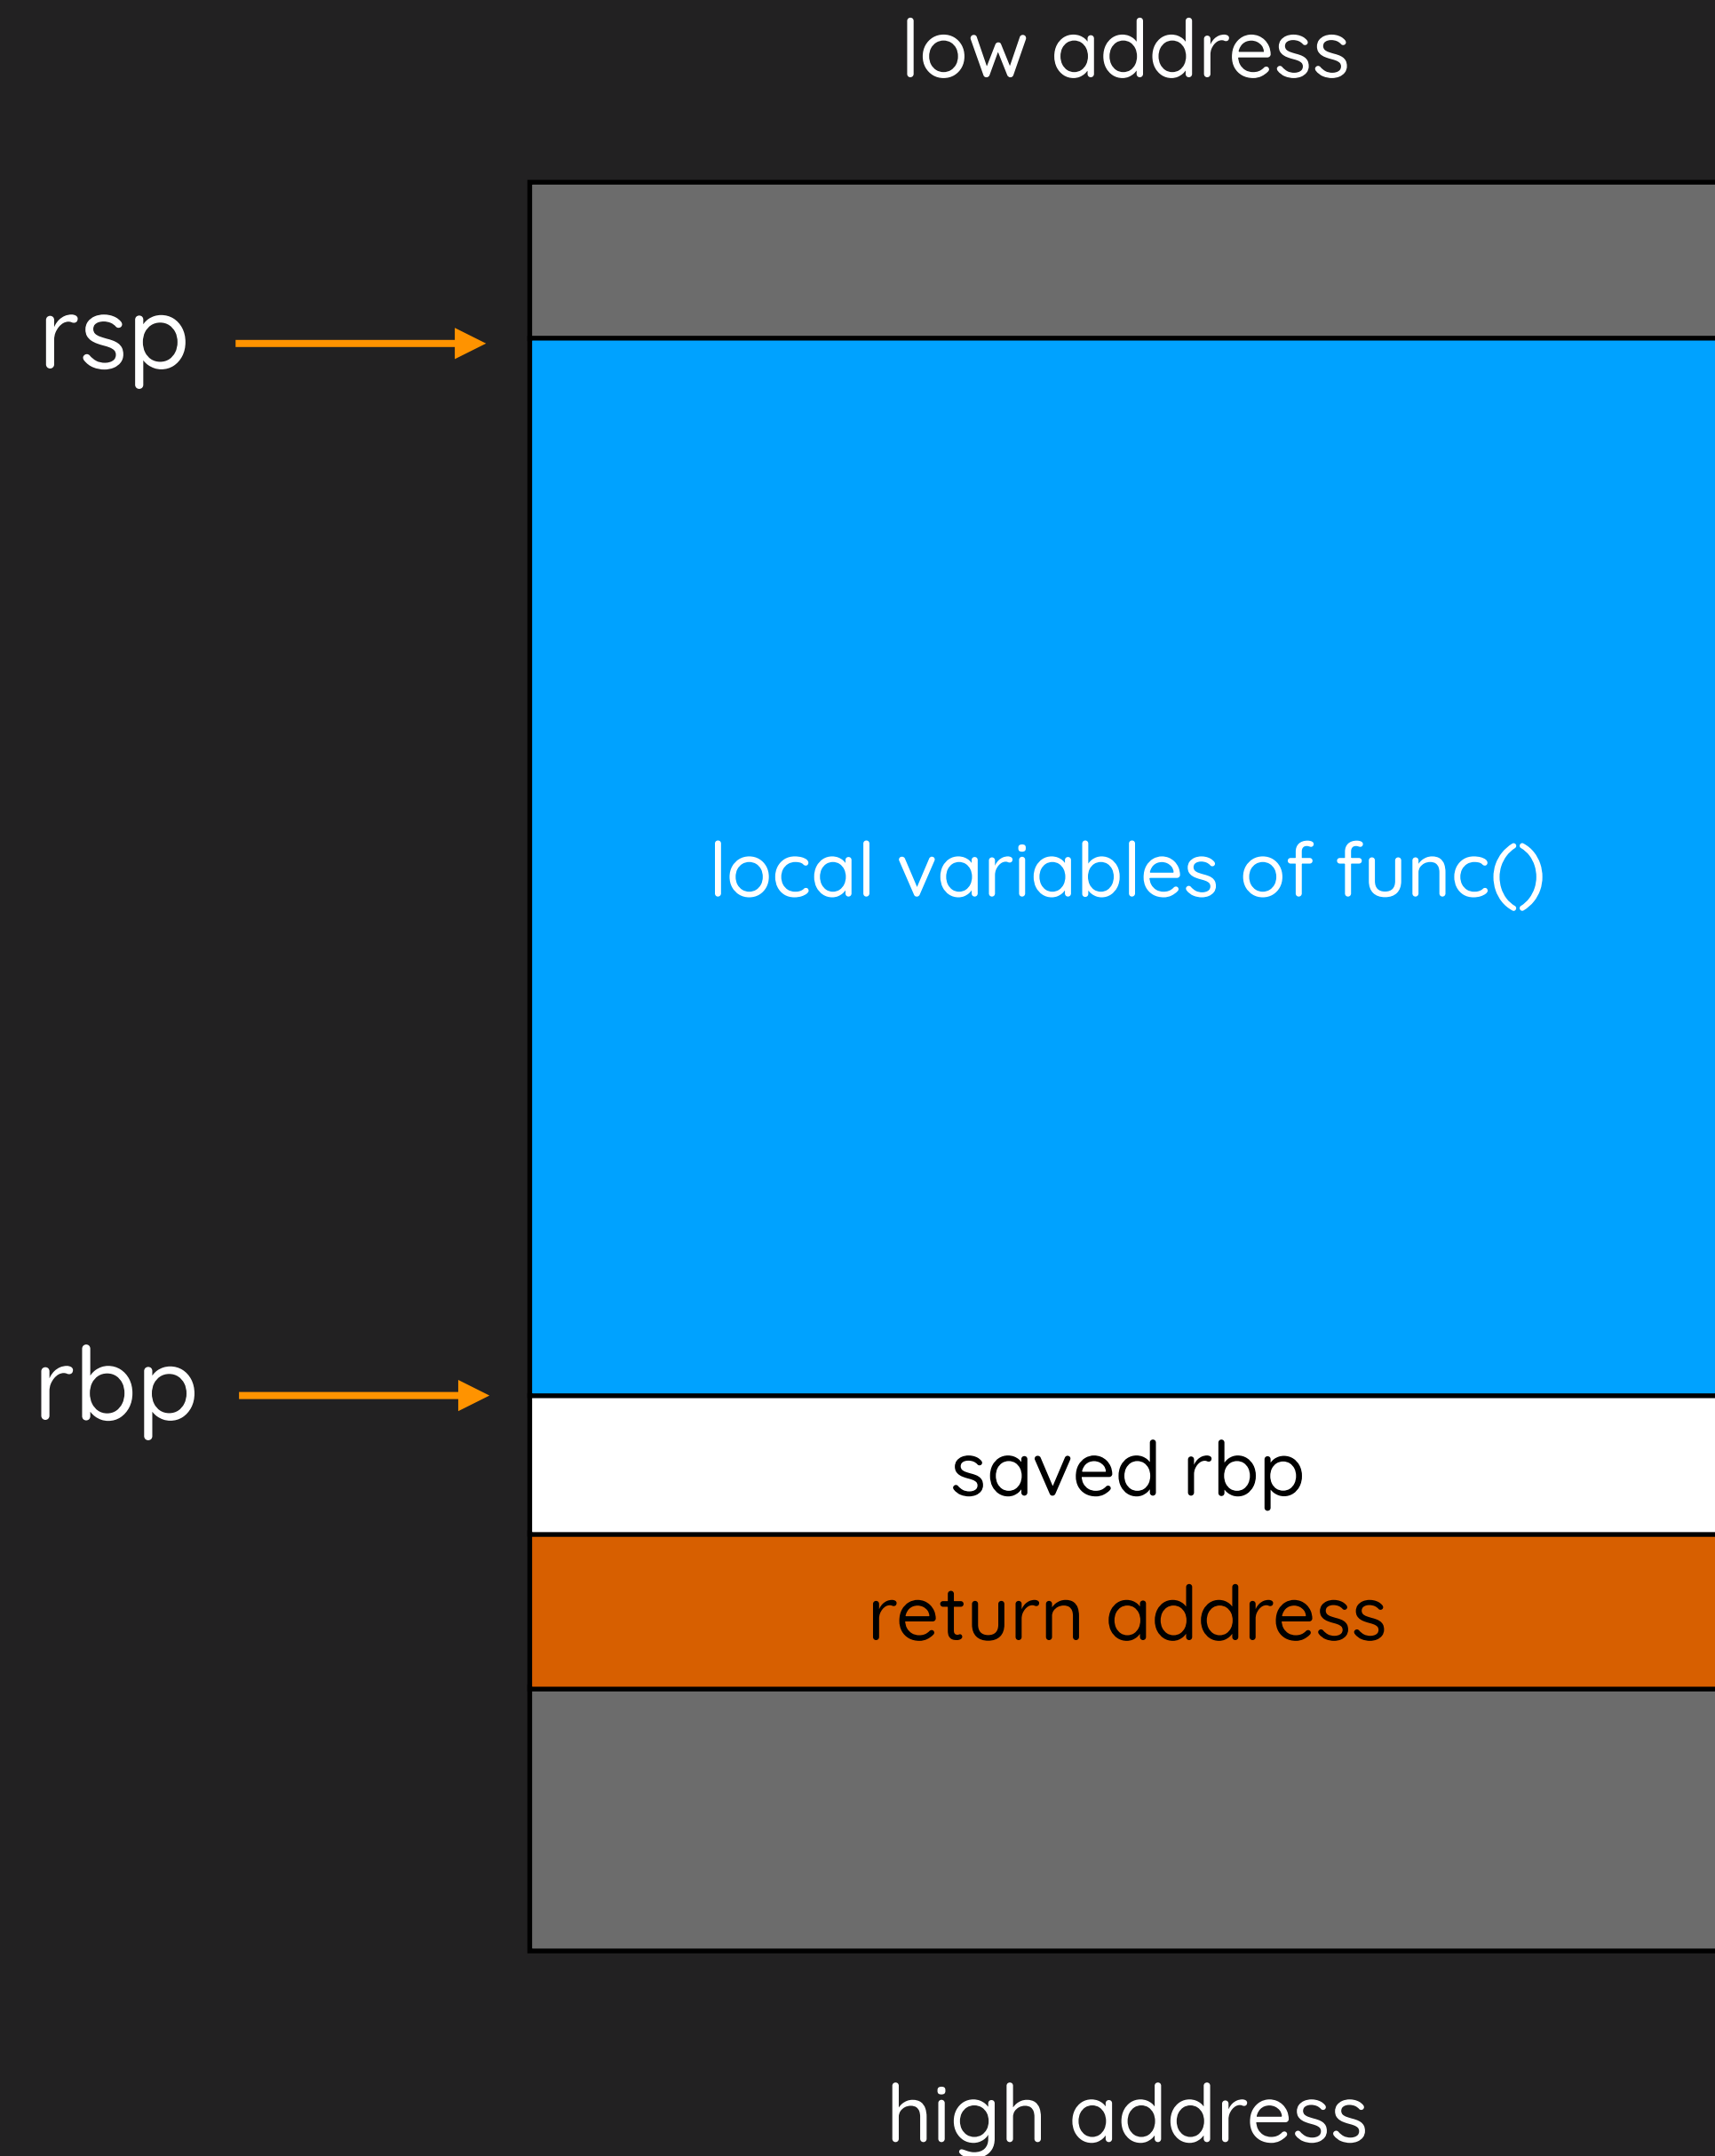 low address
rsp
local variables of func()
rbp
saved rbp
return address
high address